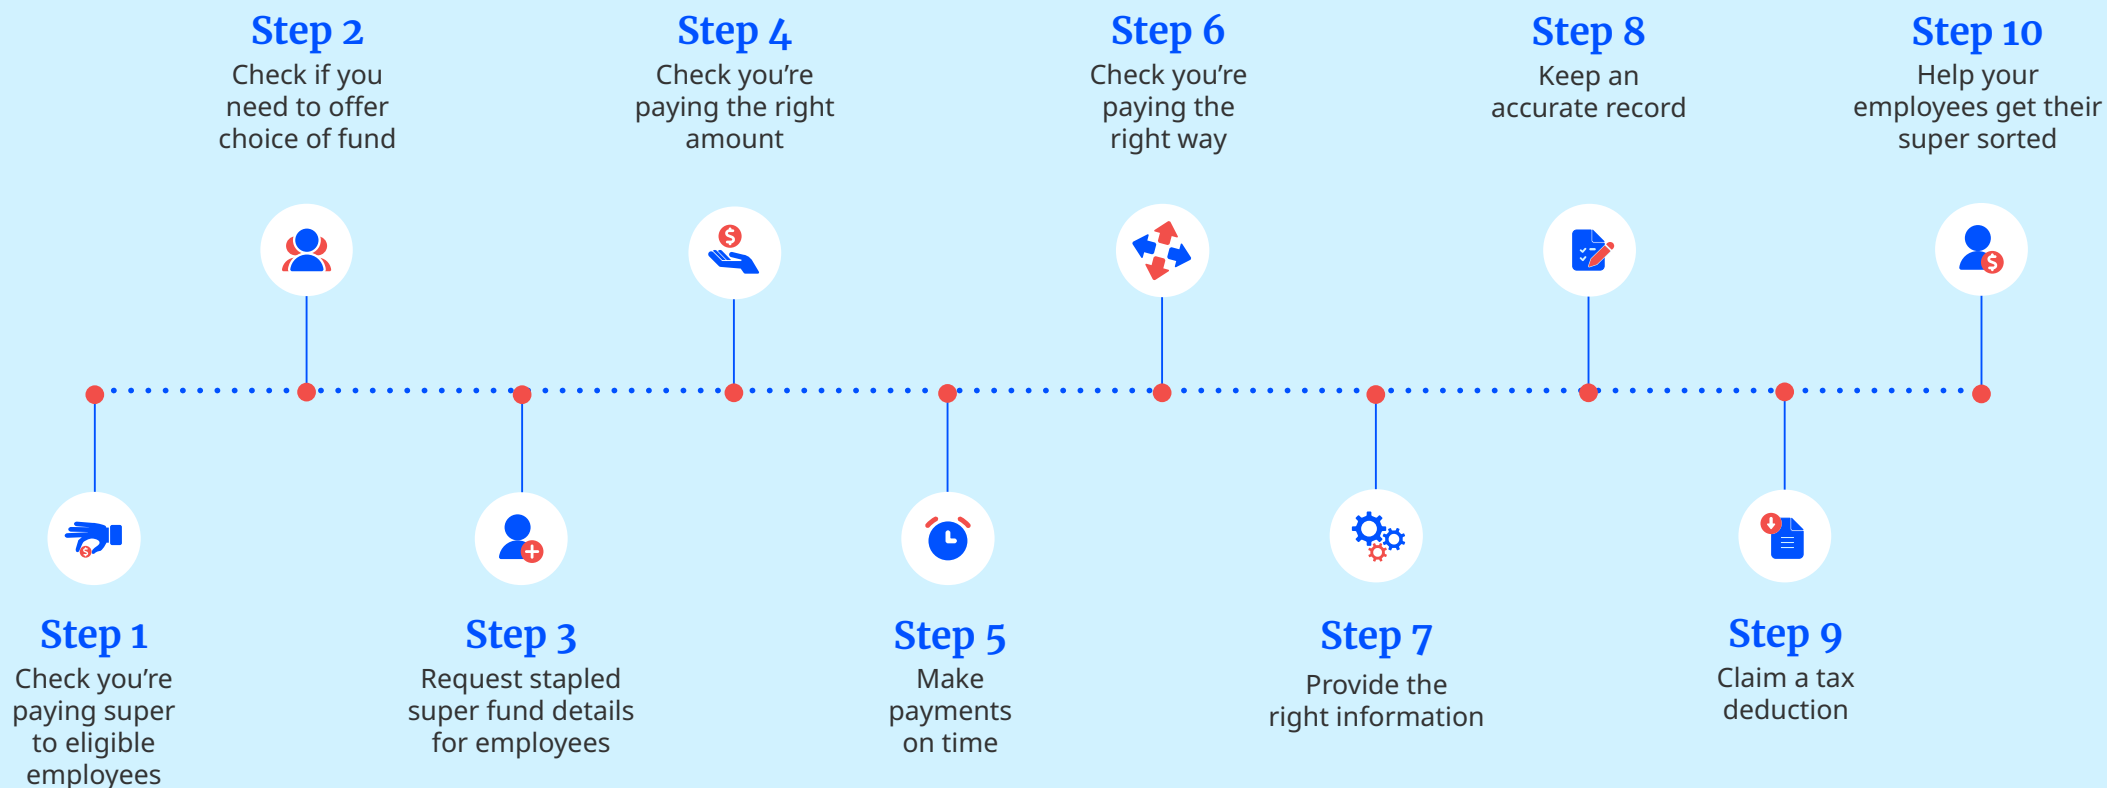 Step 1
Check you’re
paying super
to eligible
employees
Step 2
Check if you
need to offer
choice of fund
Step 3
Request stapled
super fund details
for employees
Step 4
Check you’re
paying the right
amount
Step 5
Make
payments
on time
Step 6
Check you’re
paying the
right way
Step 7
Provide the
right information
Step 8
Keep an
accurate record
Step 9
Claim a tax
deduction
Step 10
Help your
employees get their
super sorted